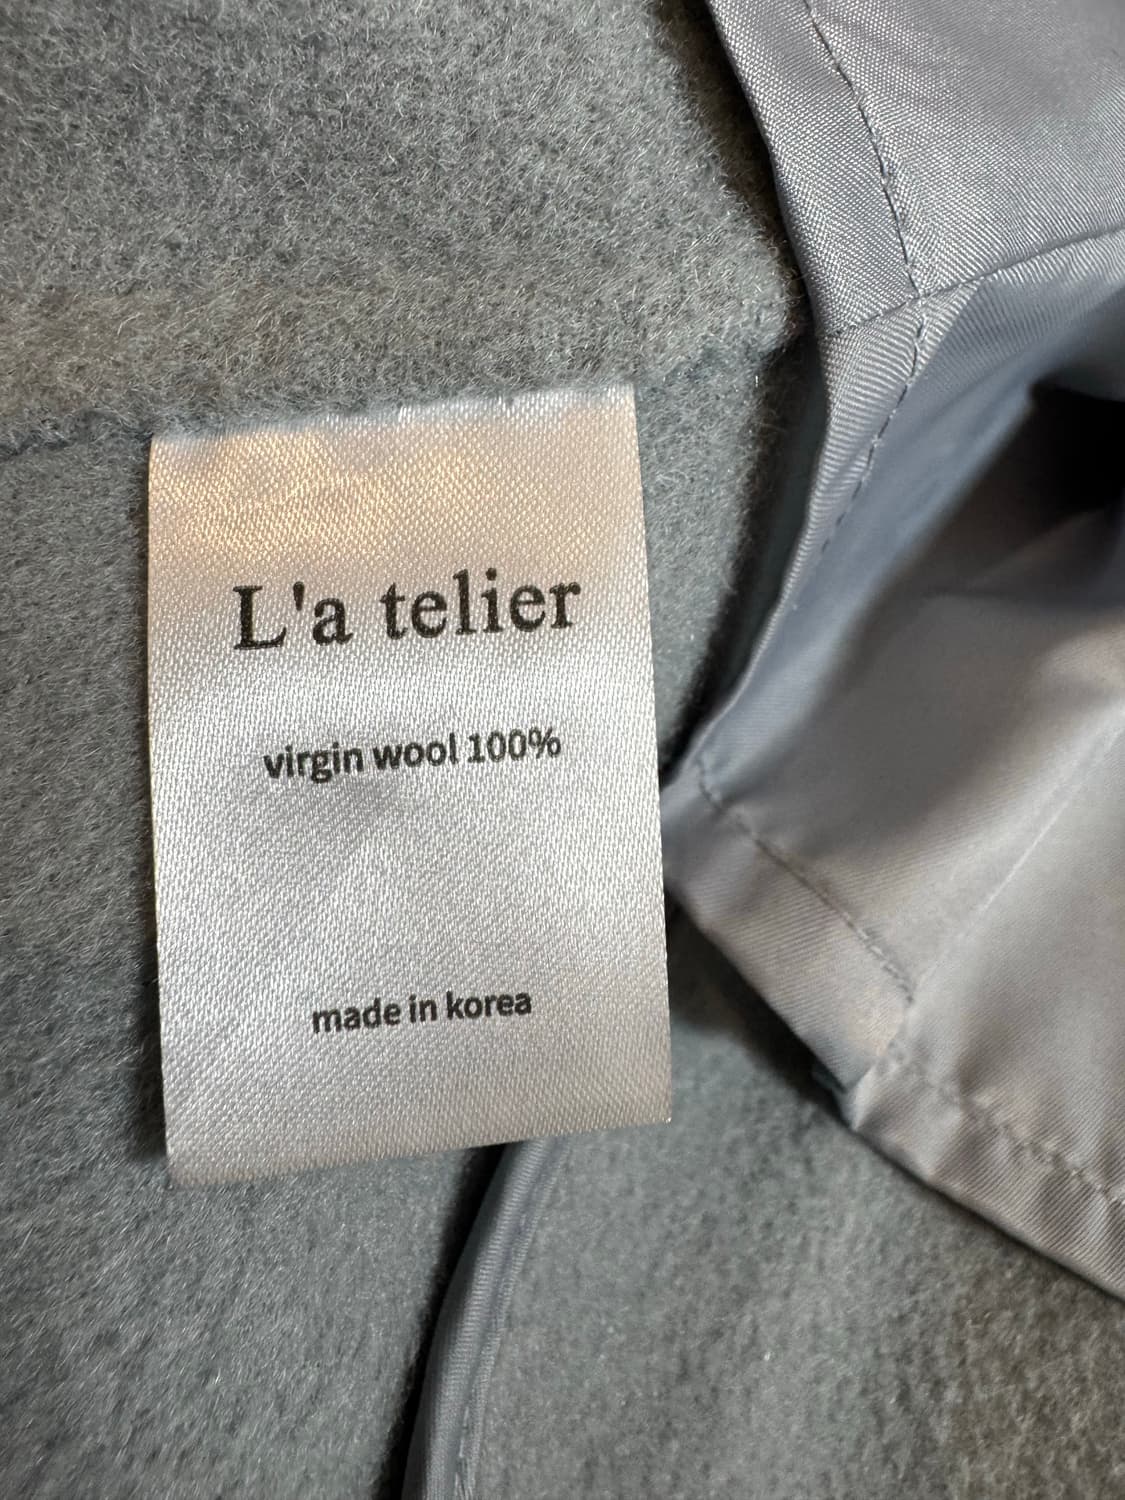 L'a telier
virgin wool 100%
made in korea